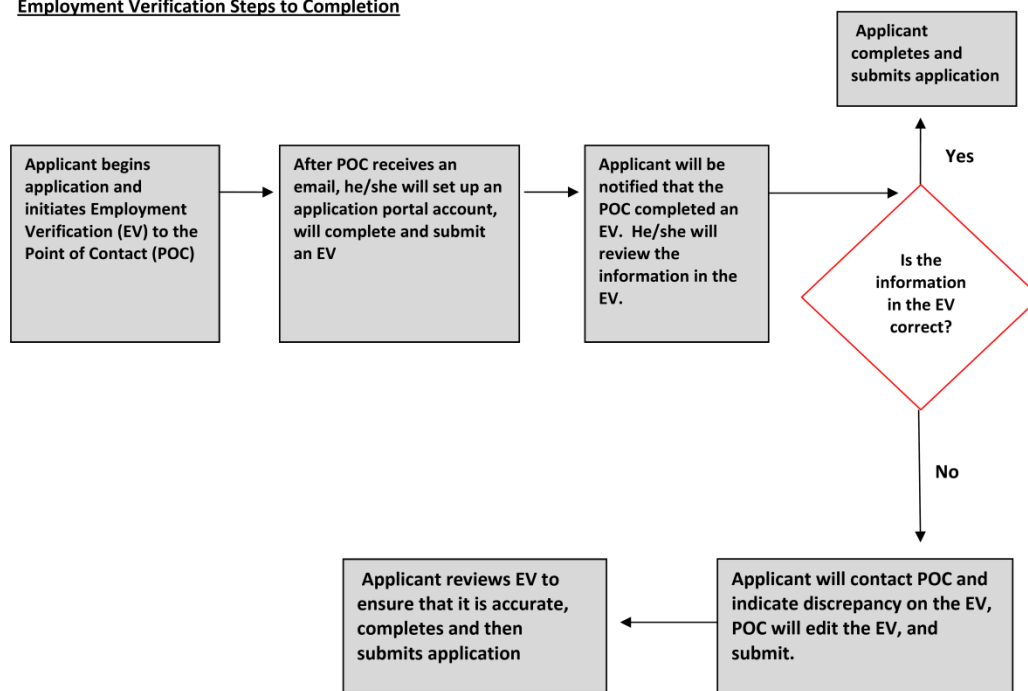 Employment Verification Steps to Completion
Applicant
completes and
submits application
Yes
Applicant begins
application and
initiates Employment
Verification (EV) to the
Point of Contact (POC)
After POC receives an
email, he/she will set up an
application portal account,
will complete and submit
an EV
Applicant will be
notified that the
POC completed an
EV.  He/she will
review the
information in the
EV.
Is the
information
in the EV
correct?
No
Applicant will contact POC and
indicate discrepancy on the EV,
POC will edit the EV, and
submit.
Applicant reviews EV to
ensure that it is accurate,
completes and then
submits application